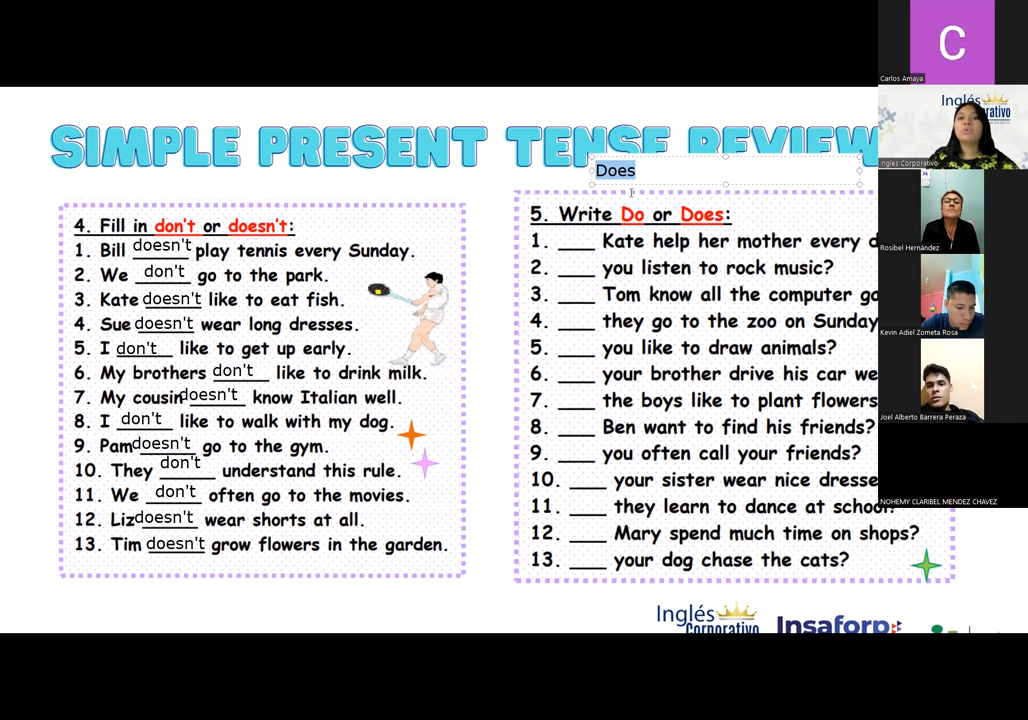 SIMPLE PRESENT TENSE REVIEW
Does
4. Fill in don't or doesn't:
1. Bill doesn't play tennis every Sunday.
2. We don't go to the park.
3. Kate doesn't like to eat fish.
4. Sue doesn't wear long dresses.
5. I don't like to get up early.
6. My brothers don't like to drink milk.
7. My cousin doesn't know Italian well.
8. I don't like to walk with my dog.
9. Pam doesn't go to the gym.
10. They don't understand this rule.
11. We don't often go to the movies.
12. Liz doesn't wear shorts at all.
13. Tim doesn't grow flowers in the garden.
5. Write Do or Does:
1. ___ Kate help her mother every d
2. ___ you listen to rock music?
3. ___ Tom know all the computer ga
4. ___ they go to the zoo on Sunday
5. ___ you like to draw animals?
6. ___ your brother drive his car we
7. ___ the boys like to plant flowers
8. ___ Ben want to find his friends?
9. ___ you often call your friends?
10. ___ your sister wear nice dresse
11. ___ they learn to dance at school?
12. ___ Mary spend much time on shops?
13. ___ your dog chase the cats?
Inglés
Corporativo
Insaforp
C
Carlos Amaya
Inglés
Ingles Corporativo
Rosibel Hernández
Kevin Adiel Zometa Rosa
Joel Alberto Barrera Peraza
NOHEMY CLARIBEL MENDEZ CHAVEZ